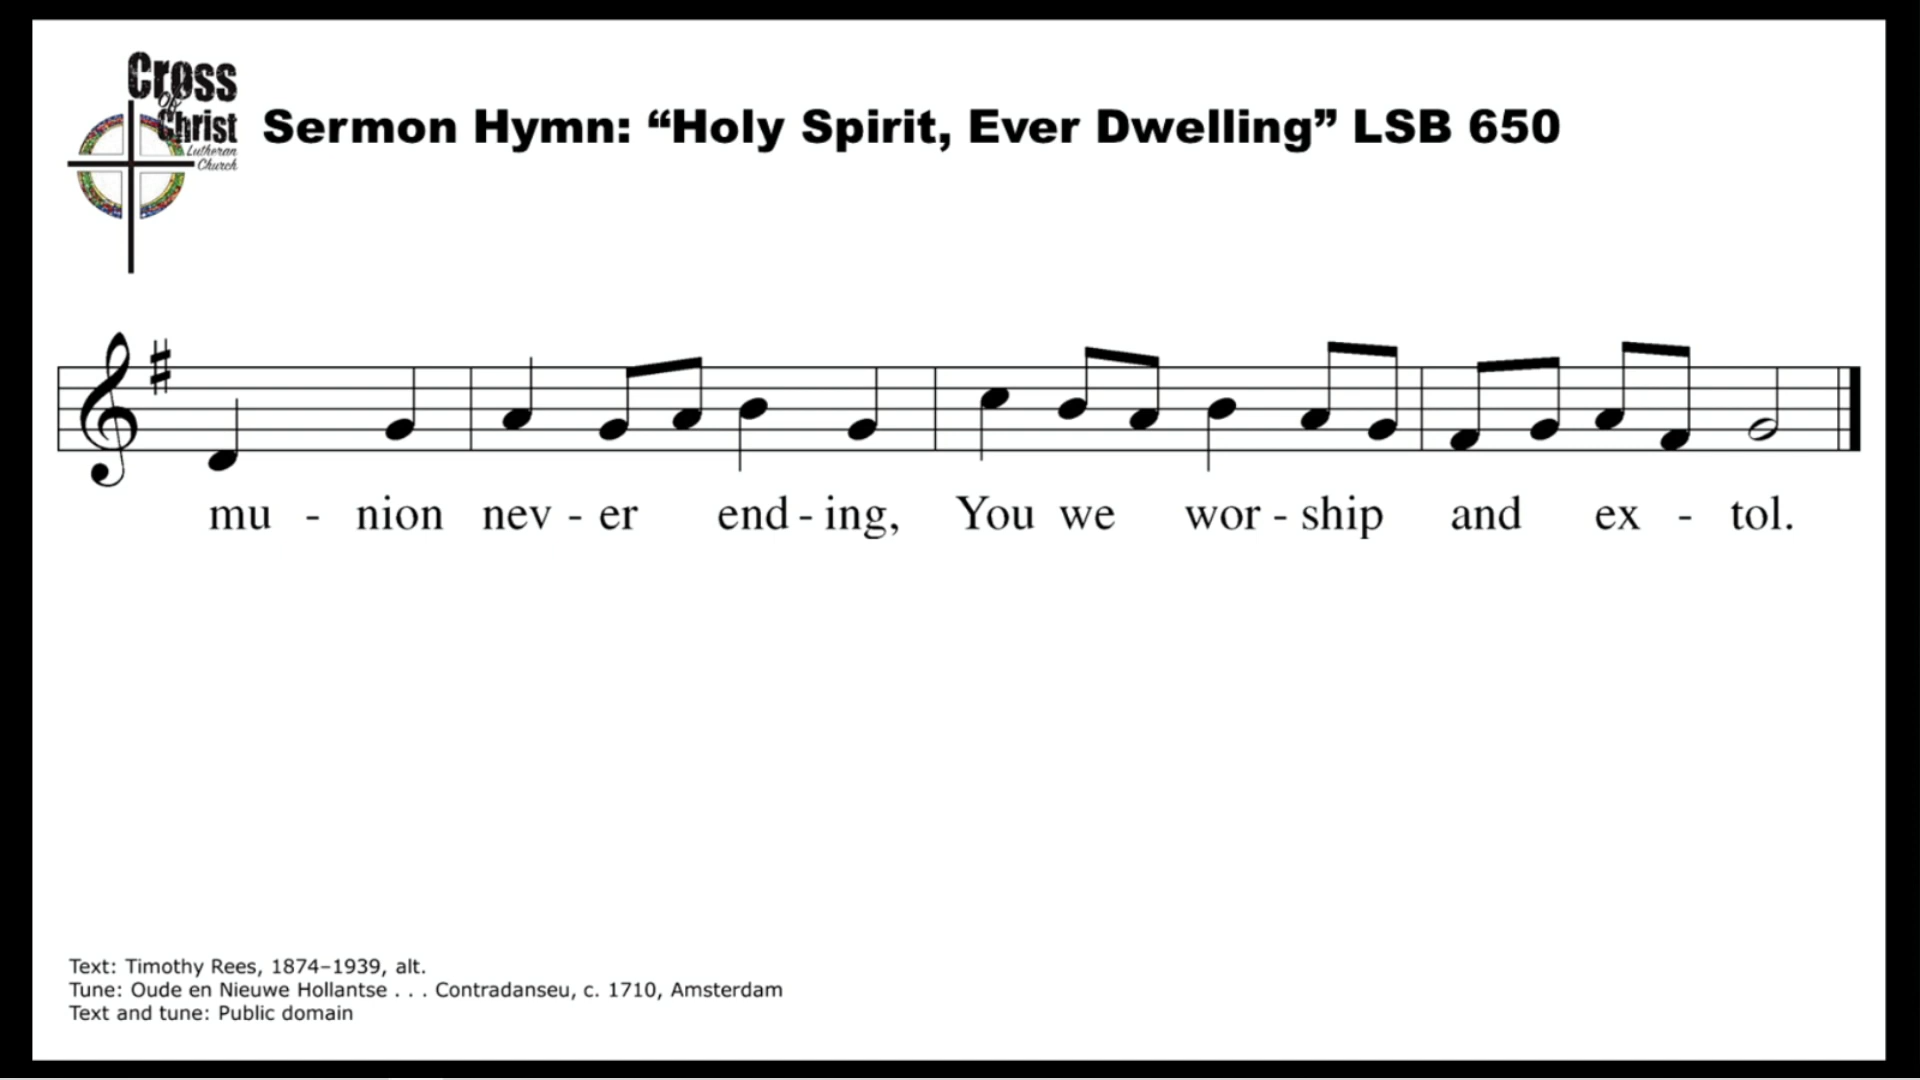 Cross
Of
Christ
Lutheran
Church
Sermon Hymn: “Holy Spirit, Ever Dwelling” LSB 650
mu - nion nev - er end - ing, You we wor - ship and ex - tol.
Text: Timothy Rees, 1874–1939, alt.
Tune: Oude en Nieuwe Hollantse . . . Contradanseu, c. 1710, Amsterdam
Text and tune: Public domain